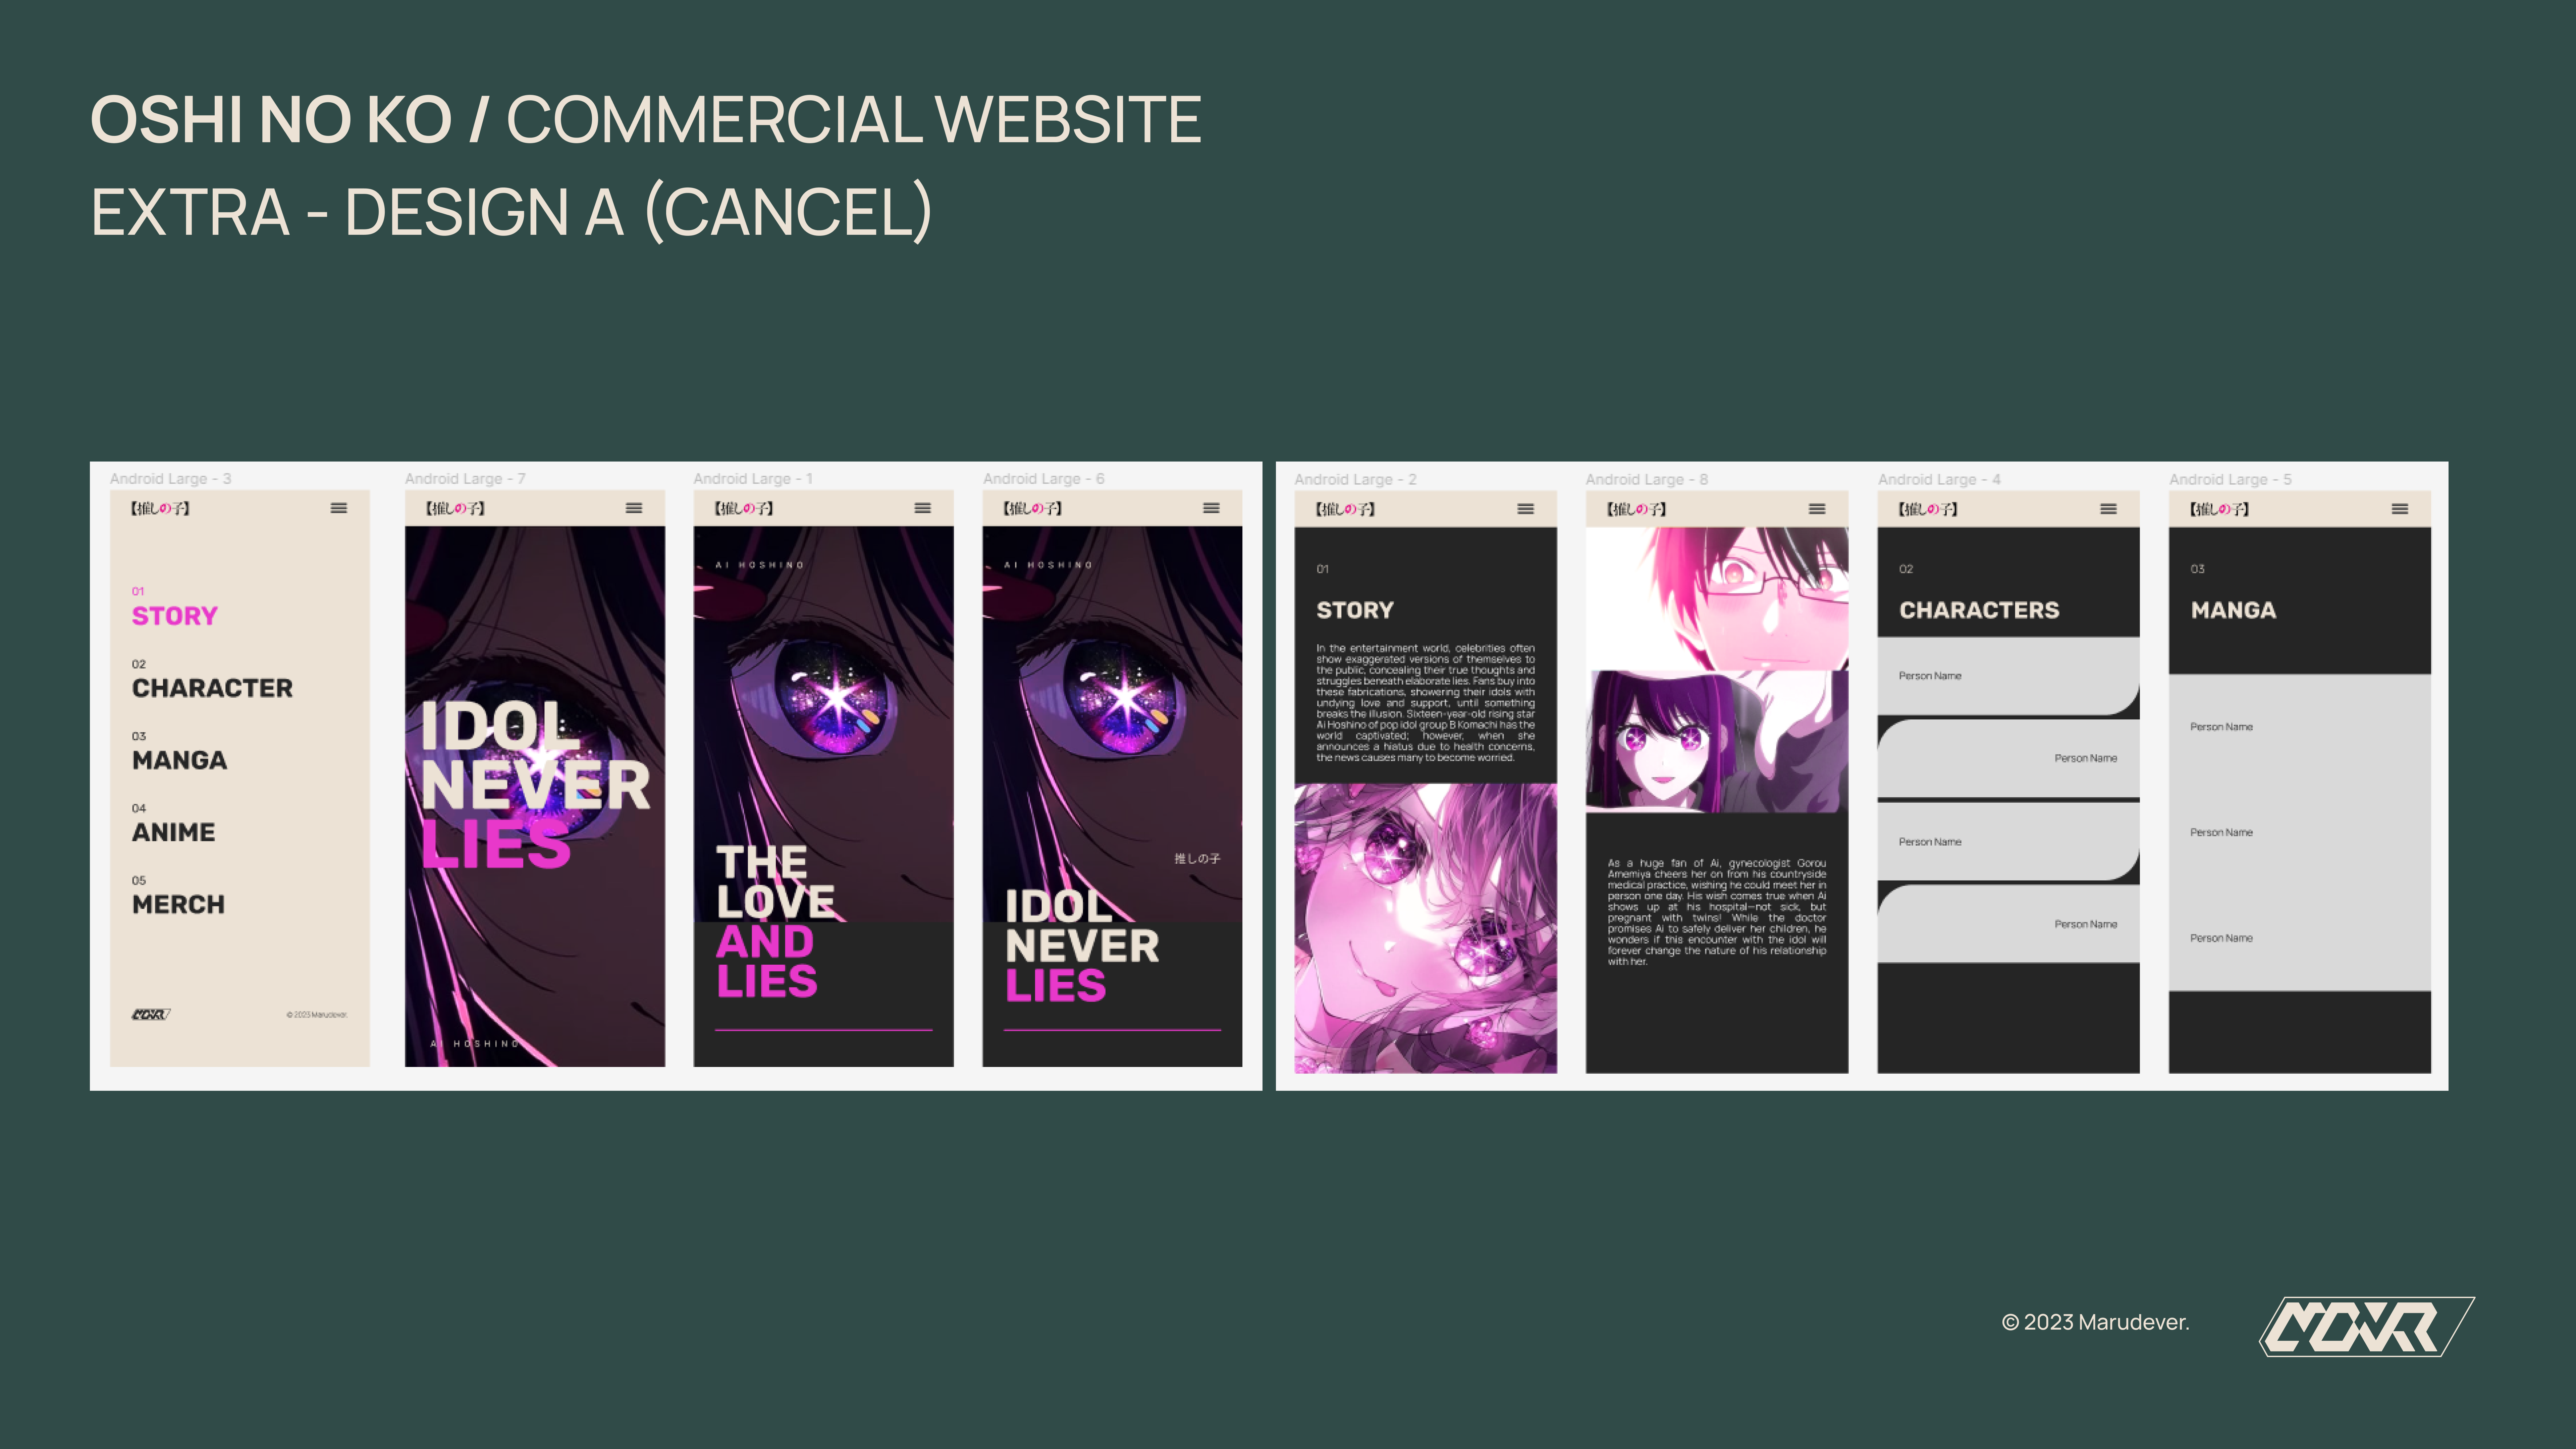 OSHI NO KO / COMMERCIAL WEBSITE
EXTRA - DESIGN A (CANCEL)
Android Large - 3
【推しの子】
01
STORY
02
CHARACTER
03
MANGA
04
ANIME
05
MERCH
© 2023 Marudever.
Android Large - 7
【推しの子】
IDOL
NEVER
LIES
AI HOSHINO
Android Large - 1
【推しの子】
AI HOSHINO
THE
LOVE
AND
LIES
Android Large - 6
【推しの子】
AI HOSHINO
推しの子
IDOL
NEVER
LIES
Android Large - 2
【推しの子】
01
STORY
In the entertainment world, celebrities often
show exaggerated versions of themselves to
the public, concealing their true thoughts and
struggles beneath elaborate lies. Fans buy into
these fabrications, showering their idols with
undying love and support, until something
breaks the illusion. Sixteen-year-old rising star
Ai Hoshino of pop idol group B Komachi has the
world captivated; however, when she
announces a hiatus due to health concerns,
the news causes many to become worried.
Android Large - 8
【推しの子】
As a huge fan of Ai, gynecologist Gorou
Amemiya cheers her on from his countryside
medical practice, wishing he could meet her in
person one day. His wish comes true when Ai
shows up at his hospital—not sick, but
pregnant with twins! While the doctor
promises Ai to safely deliver her children, he
wonders if this encounter with the idol will
forever change the nature of his relationship
with her.
Android Large - 4
【推しの子】
02
CHARACTERS
Person Name
Person Name
Person Name
Person Name
Android Large - 5
【推しの子】
03
MANGA
Person Name
Person Name
Person Name
© 2023 Marudever.